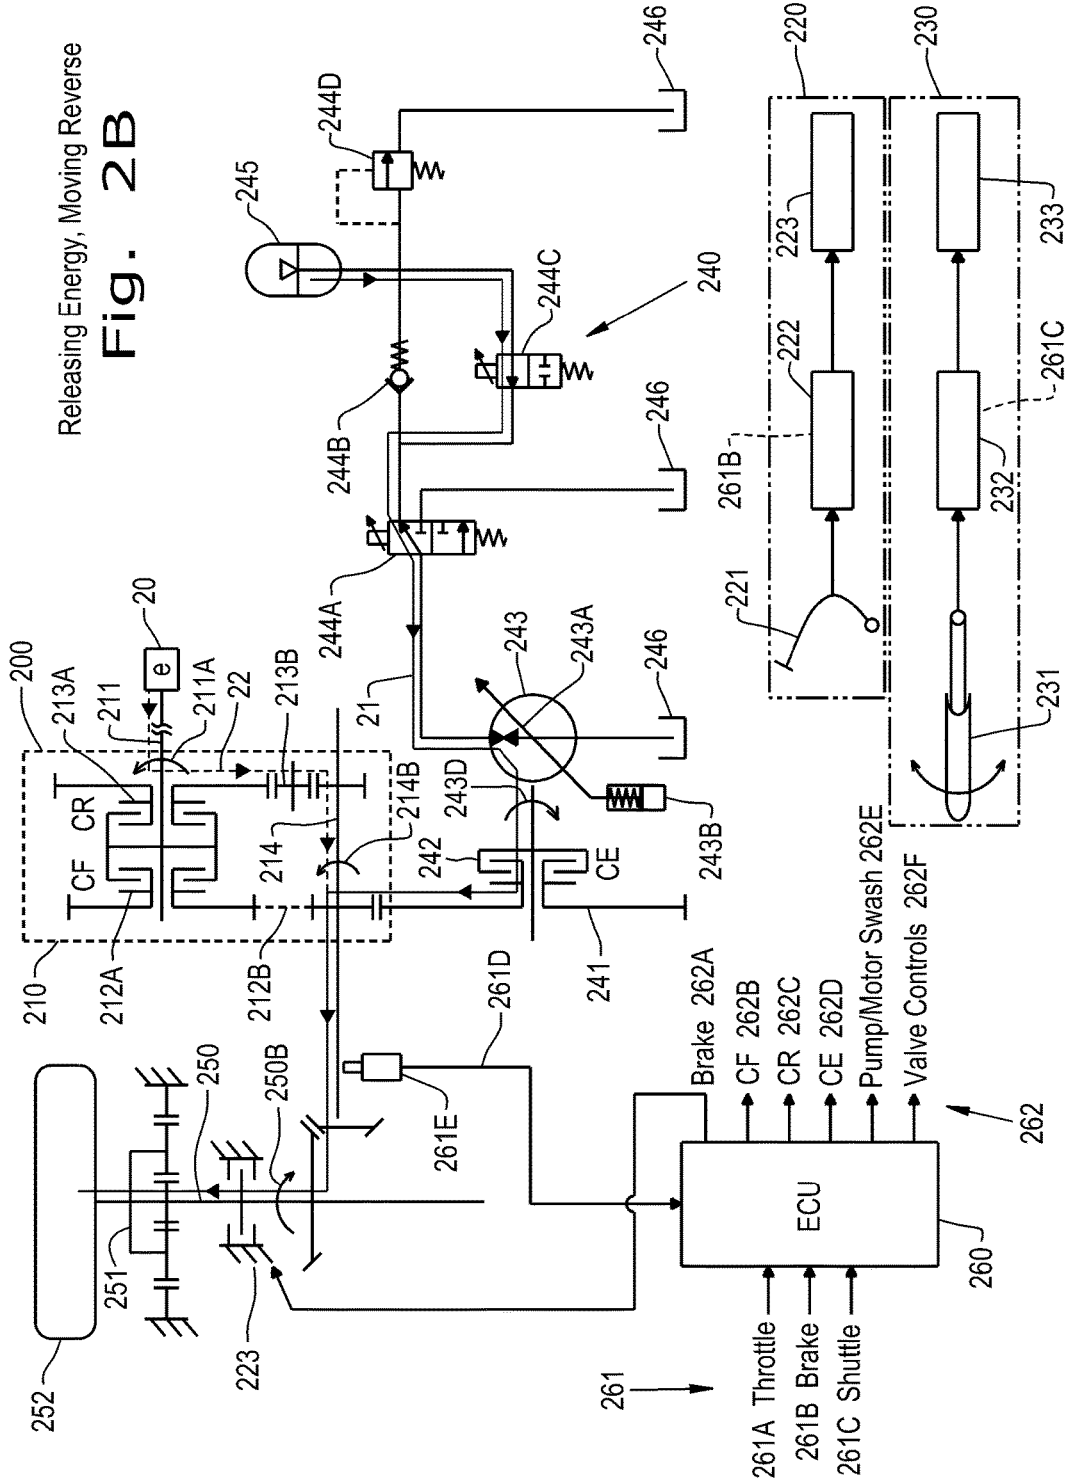 Releasing Energy, Moving Reverse
Fig. 2B
252
251
250
250B
223
261E
261D
210
212A
212B
CF
CR
213A
200
211
20
e
211A
22
213B
214
214B
242
243D
CE
241
243B
21
243
243A
246
244A
244B
245
244D
244C
240
246
246
261
261A Throttle
261B Brake
261C Shuttle
ECU
260
Brake 262A
CF 262B
CR 262C
CE 262D
Pump/Motor Swash 262E
Valve Controls 262F
262
221
261B
222
223
220
231
232
261C
233
230